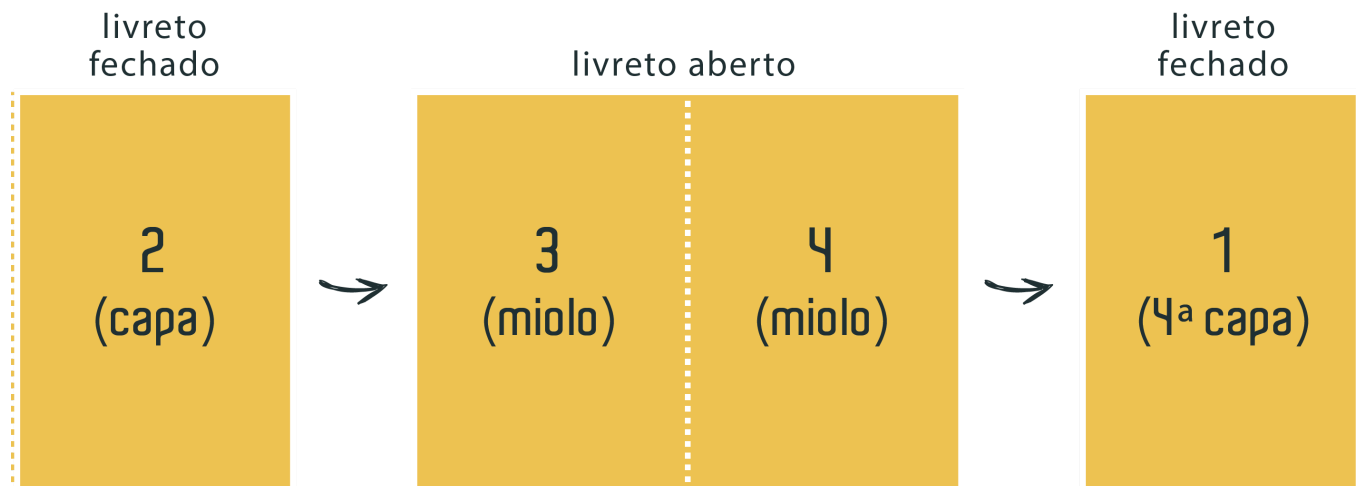 livreto
fechado
livreto aberto
livreto
fechado
2
(capa)
3
(miolo)
4
(miolo)
1
(4ª capa)